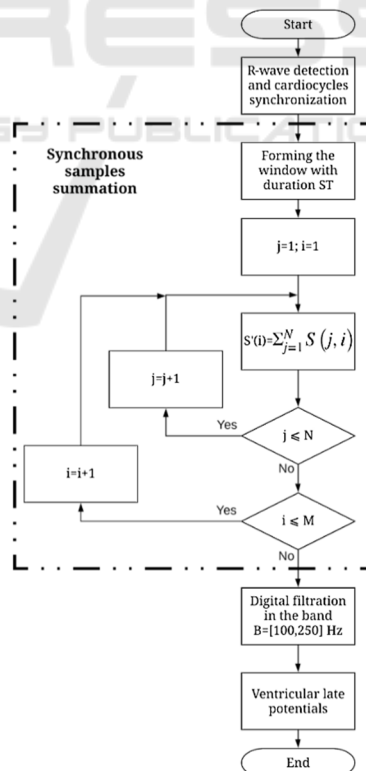 Start
R-wave detection
and cardiocycles
synchronization
Synchronous
samples
summation
Forming the
window with
duration ST
j=1; i=1
S'(i)=Σ_{j=1}^{N} S (j, i)
j=j+1
Yes
j ⩽ N
No
i=i+1
Yes
i ⩽ M
No
Digital filtration
in the band
B=[100,250] Hz
Ventricular late
potentials
End